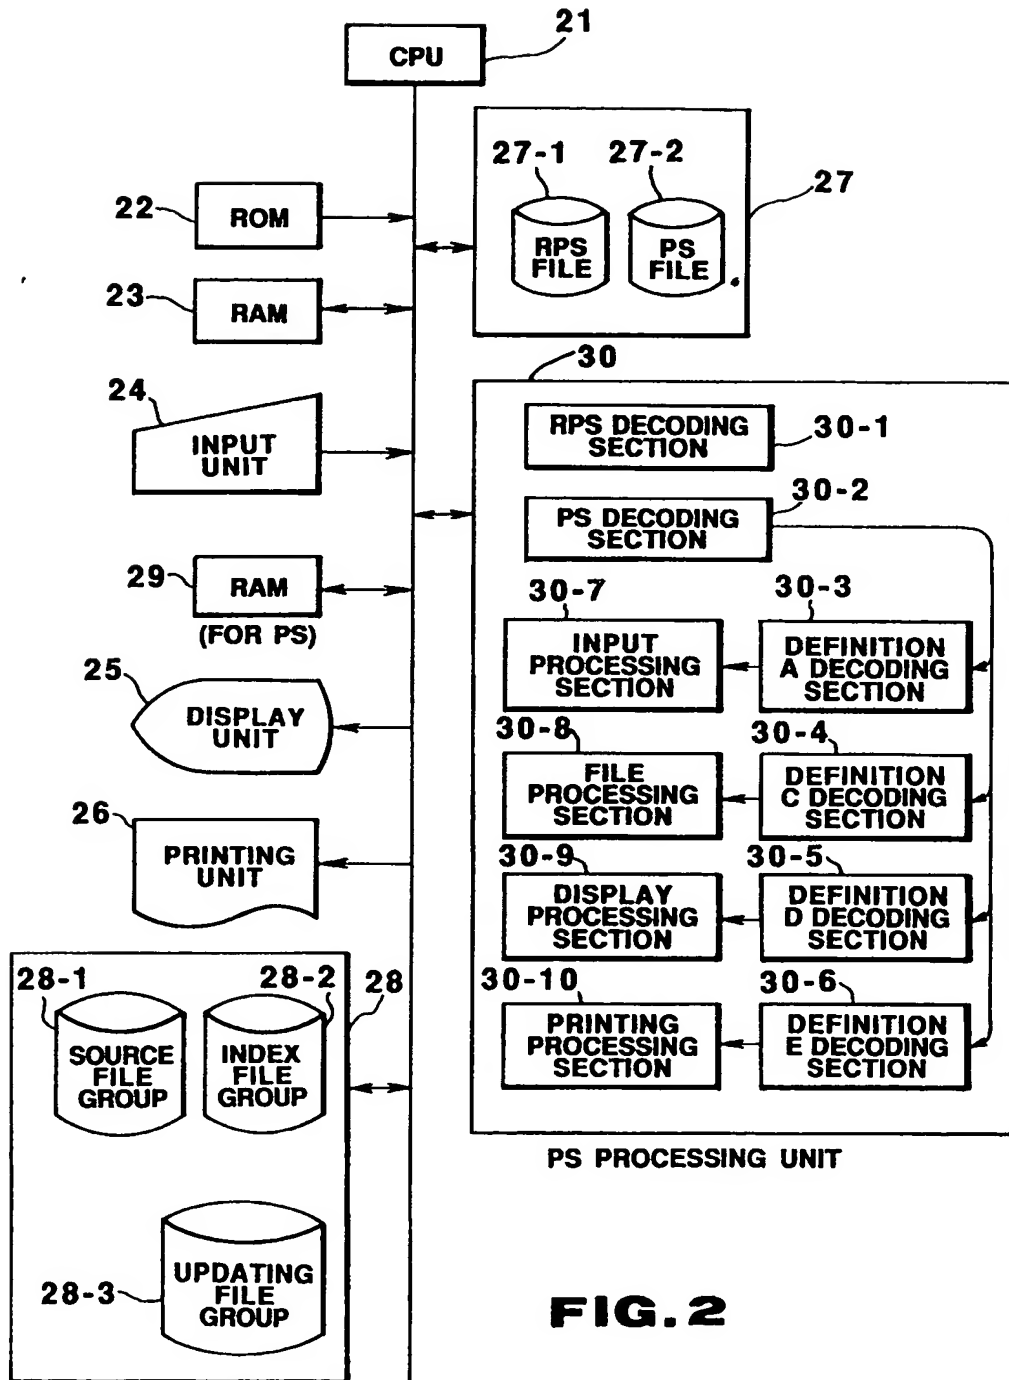 21
CPU
27-1
27-2
27
RPS
FILE
PS
FILE
22
ROM
23
RAM
24
INPUT
UNIT
29
RAM
(FOR PS)
25
DISPLAY
UNIT
26
PRINTING
UNIT
28-1
28-2
28
SOURCE
FILE
GROUP
INDEX
FILE
GROUP
28-3
UPDATING
FILE
GROUP
30
RPS DECODING
SECTION
30-1
30-2
PS DECODING
SECTION
30-7
30-3
INPUT
PROCESSING
SECTION
DEFINITION
A DECODING
SECTION
30-8
30-4
FILE
PROCESSING
SECTION
DEFINITION
C DECODING
SECTION
30-9
30-5
DISPLAY
PROCESSING
SECTION
DEFINITION
D DECODING
SECTION
30-10
30-6
PRINTING
PROCESSING
SECTION
DEFINITION
E DECODING
SECTION
PS PROCESSING UNIT
FIG. 2